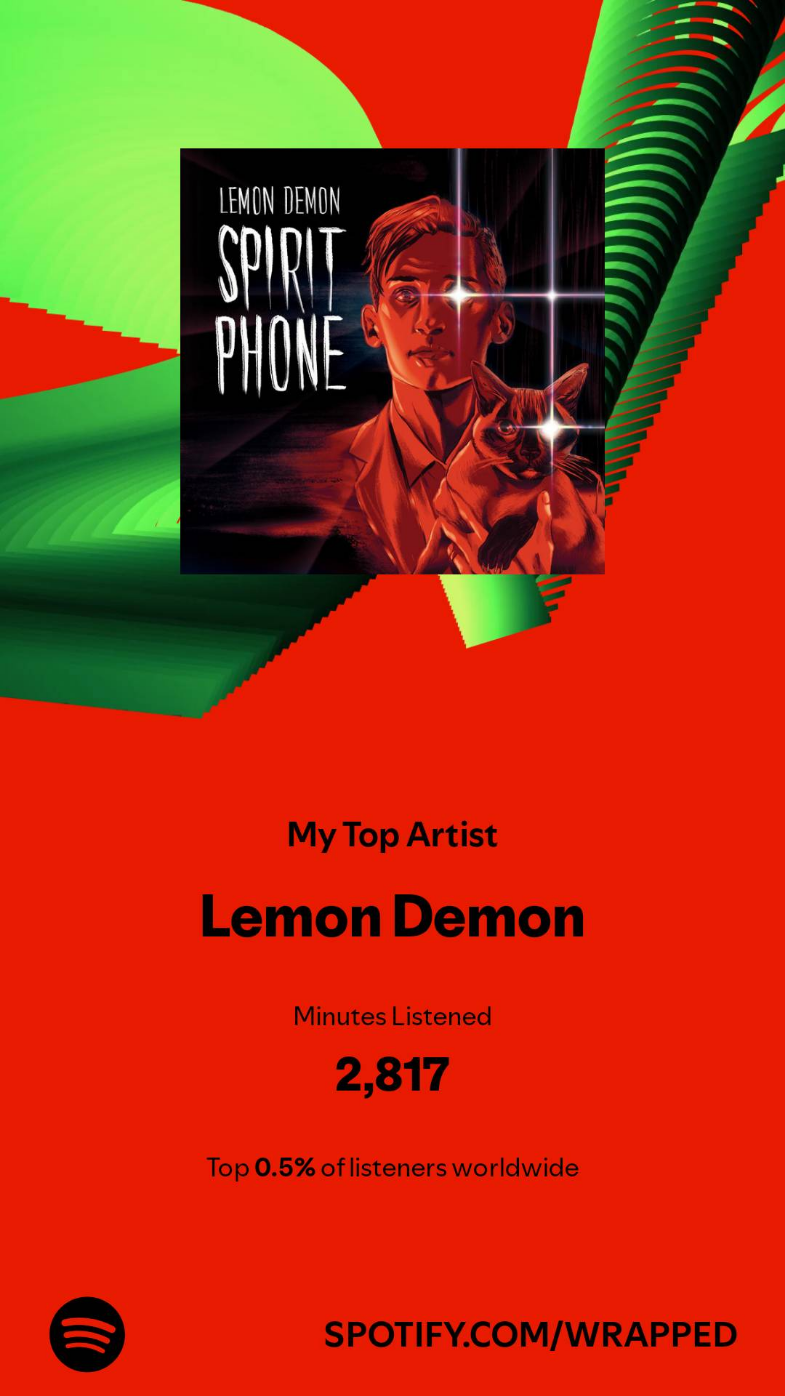 LEMON DEMON
SPIRIT
PHONE
My Top Artist
Lemon Demon
Minutes Listened
2,817
Top 0.5% of listeners worldwide
SPOTIFY.COM/WRAPPED